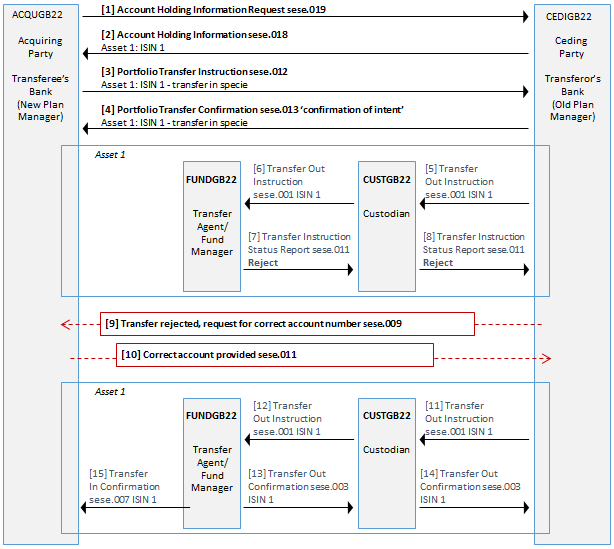 ACQUGB22
Acquiring
Party
Transferee's
Bank
(New Plan
Manager)
[1] Account Holding Information Request sese.019
[2] Account Holding Information sese.018
Asset 1: ISIN 1
[3] Portfolio Transfer Instruction sese.012
Asset 1: ISIN 1 - transfer in specie
[4] Portfolio Transfer Confirmation sese.013 ‘confirmation of intent’
Asset 1: ISIN 1 - transfer in specie
CEDIGB22
Ceding
Party
Transferor's
Bank
(Old Plan
Manager)
Asset 1
FUNDGB22
Transfer
Agent/
Fund
Manager
[6] Transfer Out
Instruction
sese.001 ISIN 1
[7] Transfer Instruction
Status Report sese.011
Reject
CUSTGB22
Custodian
[5] Transfer
Out Instruction
sese.001 ISIN 1
[8] Transfer Instruction
Status Report sese.011
Reject
[9] Transfer rejected, request for correct account number sese.009
[10] Correct account provided sese.011
Asset 1
[15] Transfer
In Confirmation
sese.007 ISIN 1
FUNDGB22
Transfer
Agent/
Fund
Manager
[12] Transfer
Out Instruction
sese.001 ISIN 1
[13] Transfer Out
Confirmation sese.003
ISIN 1
CUSTGB22
Custodian
[11] Transfer
Out Instruction
sese.001 ISIN 1
[14] Transfer Out
Confirmation sese.003
ISIN 1